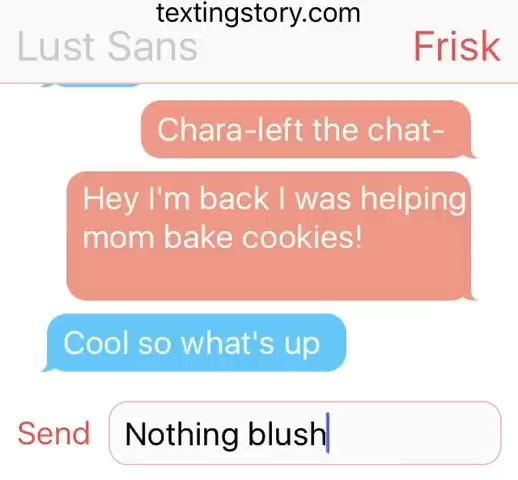 textingstory.com
Lust Sans
Frisk
Chara-left the chat-
Hey I'm back I was helping
mom bake cookies!
Cool so what's up
Send
Nothing blush